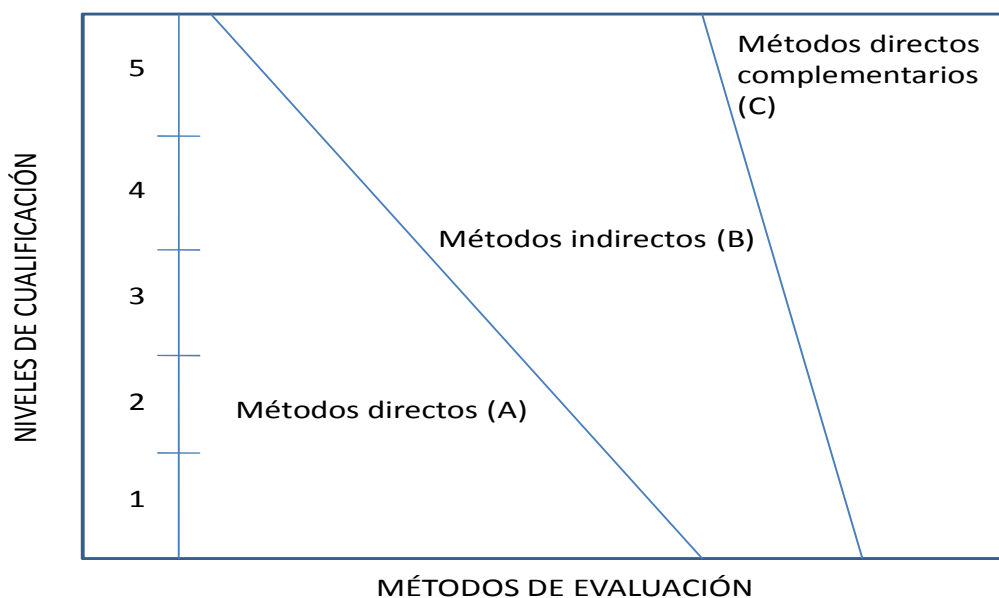 Métodos directos
complementarios
(C)
5
4
Métodos indirectos (B)
3
2
Métodos directos (A)
1
NIVELES DE CUALIFICACIÓN
MÉTODOS DE EVALUACIÓN